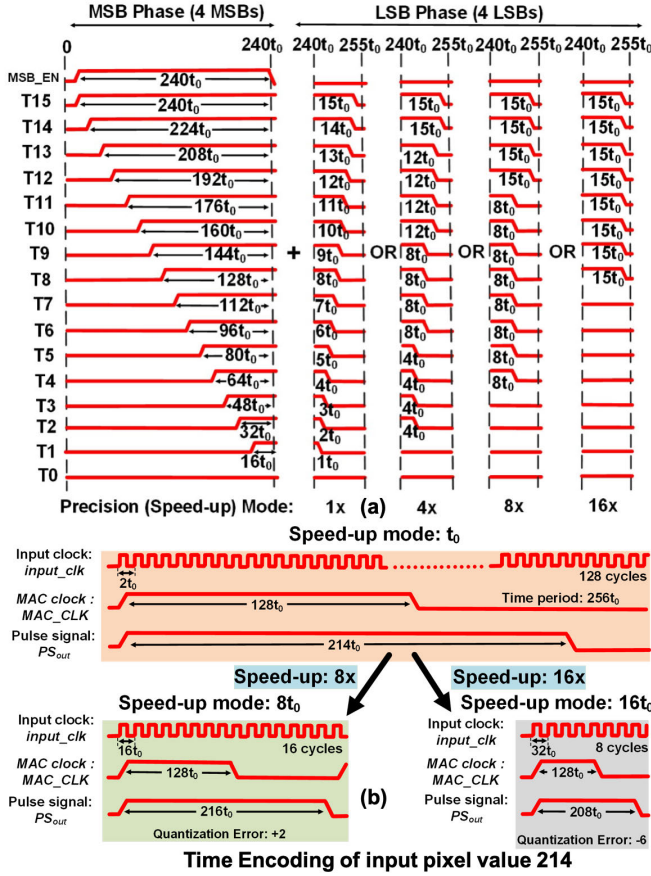 MSB Phase (4 MSBs) LSB Phase (4 LSBs)
0 240t₀ 240t₀ 255t₀ 240t₀ 255t₀ 240t₀ 255t₀ 240t₀ 255t₀
MSB_EN 240t₀
T15 240t₀ 15t₀ 15t₀ 15t₀ 15t₀
T14 224t₀ 14t₀ 15t₀ 15t₀ 15t₀
T13 208t₀ 13t₀ 12t₀ 15t₀ 15t₀
T12 192t₀ 12t₀ 12t₀ 15t₀ 15t₀
T11 176t₀ 11t₀ 12t₀ 8t₀ 15t₀
T10 160t₀ 10t₀ 12t₀ 8t₀ 15t₀
T9 144t₀ + 9t₀ OR 8t₀ OR 8t₀ OR 15t₀
T8 128t₀ 8t₀ 8t₀ 8t₀ 15t₀
T7 112t₀ 7t₀ 8t₀ 8t₀
T6 96t₀ 6t₀ 8t₀ 8t₀
T5 80t₀ 5t₀ 4t₀ 8t₀
T4 64t₀ 4t₀ 4t₀ 8t₀
T3 48t₀ 3t₀ 4t₀
T2 32t₀ 2t₀ 4t₀
T1 16t₀ 1t₀
T0
Precision (Speed-up) Mode: 1x (a) 4x 8x 16x
Speed-up mode: t₀
Input clock:
input_clk
2t₀ 128 cycles
MAC clock :
MAC_CLK
128t₀ Time period: 256t₀
Pulse signal:
PSout
214t₀
Speed-up: 8x Speed-up: 16x
Speed-up mode: 8t₀ Speed-up mode: 16t₀
Input clock:
input_clk
16t₀ 16 cycles
MAC clock :
MAC_CLK
128t₀
Pulse signal:
PSout
216t₀
Quantization Error: +2
(b)
Input clock:
input_clk
32t₀ 8 cycles
MAC clock :
MAC_CLK
128t₀
Pulse signal:
PSout
208t₀
Quantization Error: -6
Time Encoding of input pixel value 214